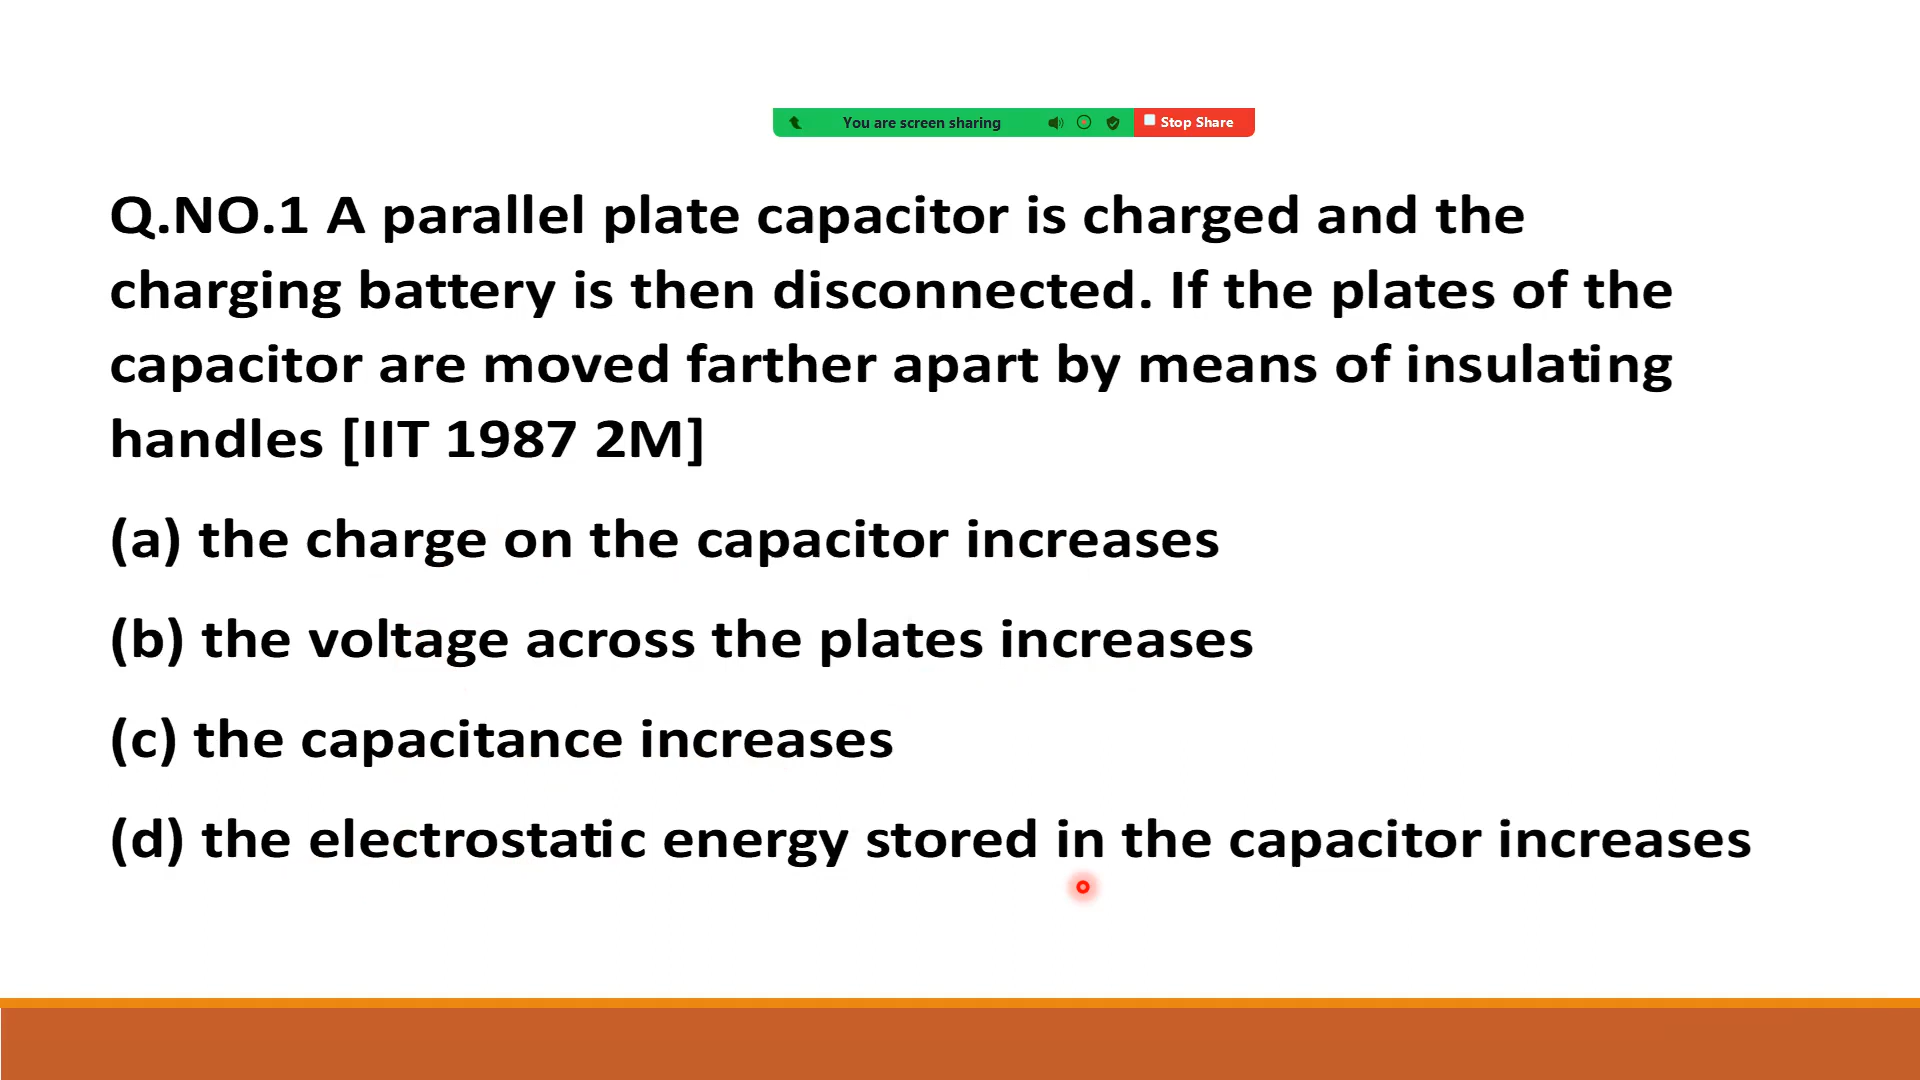 You are screen sharing Stop Share
Q.NO.1 A parallel plate capacitor is charged and the
charging battery is then disconnected. If the plates of the
capacitor are moved farther apart by means of insulating
handles [IIT 1987 2M]
(a) the charge on the capacitor increases
(b) the voltage across the plates increases
(c) the capacitance increases
(d) the electrostatic energy stored in the capacitor increases